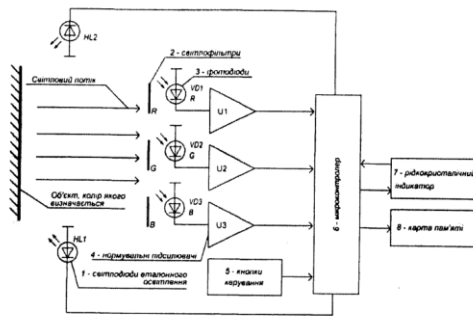 HL2
2 - світлофільтри
3 - фотодіоди
Світловий потік
R
VD1
R
U1
G
VD2
G
U2
B
VD3
B
U3
6 - мікроконтролер
7 - рідкокристалічний
індикатор
8 - карта пам'яті
Об'єкт, колір якого
визначається
HL1
4 - нормувальні підсилювачі
1 - світлодіоди еталонного
освітлення
5 - кнопки
керування